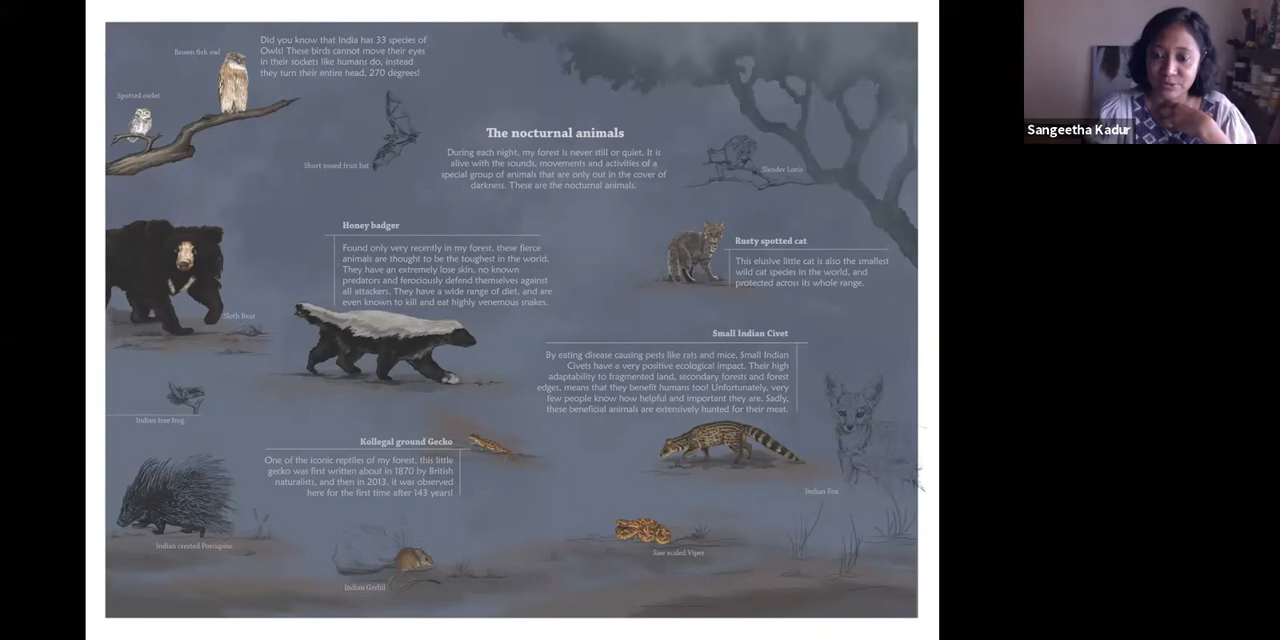 Did you know that India has 33 species of
Owls! These birds cannot move their eyes
in their sockets like humans do, instead
they turn their entire head, 270 degrees!
Brown fish owl
Spotted owlet
Short nosed fruit bat
The nocturnal animals
During each night, my forest is never still or quiet. It is
alive with the sounds, movements and activities of a
special group of animals that are only out in the cover of
darkness. These are the nocturnal animals.
Slender Loris
Sangeetha Kadur
Honey badger
Found only very recently in my forest, these fierce
animals are thought to be the toughest in the world.
They have an extremely lose skin, no known
predators and ferociously defend themselves against
all attackers. They have a wide range of diet, and are
even known to kill and eat highly venemous snakes.
Rusty spotted cat
This elusive little cat is also the smallest
wild cat species in the world, and
protected across its whole range.
Sloth Bear
Small Indian Civet
By eating disease causing pests like rats and mice, Small Indian
Civets have a very positive ecological impact. Their high
adaptability to fragmented land, secondary forests and forest
edges, means that they benefit humans too! Unfortunately, very
few people know how helpful and important they are. Sadly,
these beneficial animals are extensively hunted for their meat.
Indian tree frog
Kollegal ground Gecko
One of the iconic reptiles of my forest, this little
gecko was first written about in 1870 by British
naturalists, and then in 2013, it was observed
here for the first time after 143 years!
Indian Fox
Indian crested Porcupine
Saw scaled Viper
Indian Gerbil